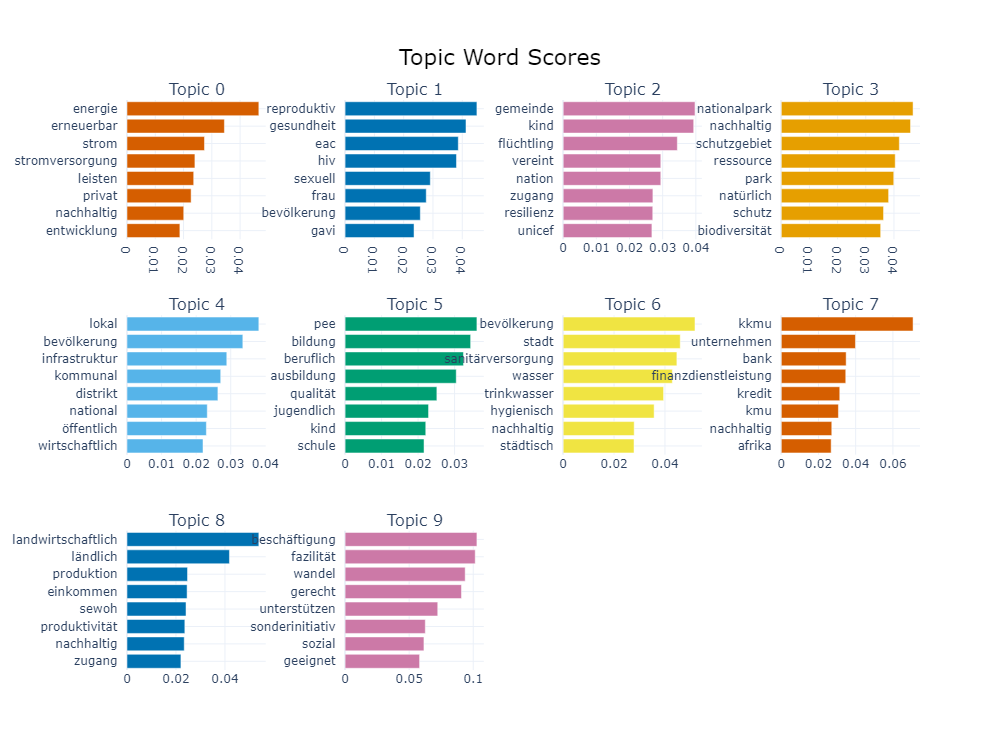 Topic Word Scores
Topic 0
energie
erneuerbar
strom
stromversorgung
leisten
privat
nachhaltig
entwicklung
0 0.01 0.02 0.03 0.04
Topic 1
reproduktiv
gesundheit
eac
hiv
sexuell
frau
bevölkerung
gavi
0 0.01 0.02 0.03 0.04
Topic 2
gemeinde
kind
flüchtling
vereint
nation
zugang
resilienz
unicef
0 0.01 0.02 0.03 0.04
Topic 3
nationalpark
nachhaltig
schutzgebiet
ressource
park
natürlich
schutz
biodiversität
0 0.01 0.02 0.03 0.04
Topic 4
lokal
bevölkerung
infrastruktur
kommunal
distrikt
national
öffentlich
wirtschaftlich
0 0.01 0.02 0.03 0.04
Topic 5
pee
bildung
beruflich
ausbildung
qualität
jugendlich
kind
schule
0 0.01 0.02 0.03
Topic 6
bevölkerung
stadt
sanitärversorgung
wasser
trinkwasser
hygienisch
nachhaltig
städtisch
0 0.02 0.04
Topic 7
kkmu
unternehmen
bank
finanzdienstleistung
kredit
kmu
nachhaltig
afrika
0 0.02 0.04 0.06
Topic 8
landwirtschaftlich
ländlich
produktion
einkommen
sewoh
produktivität
nachhaltig
zugang
0 0.02 0.04
Topic 9
beschäftigung
fazilität
wandel
gerecht
unterstützen
sonderinitiativ
sozial
geeignet
0 0.05 0.1